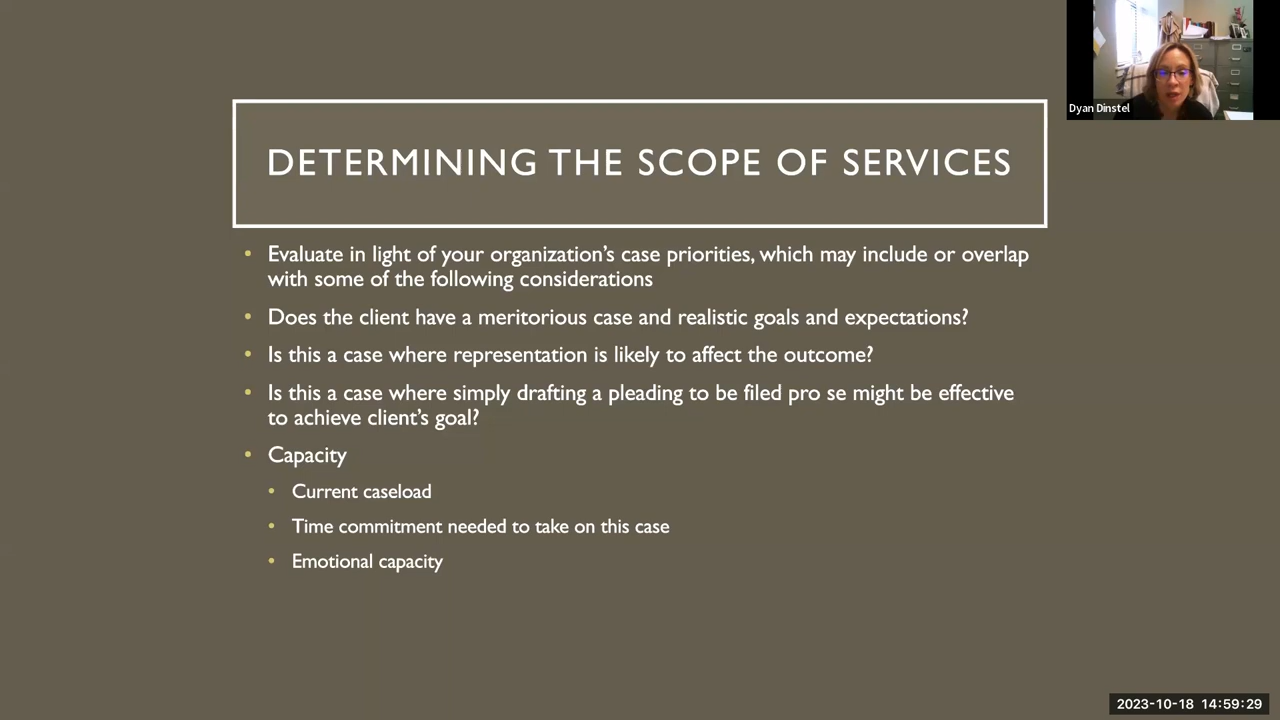 DETERMINING THE SCOPE OF SERVICES
• Evaluate in light of your organization’s case priorities, which may include or overlap
with some of the following considerations
• Does the client have a meritorious case and realistic goals and expectations?
• Is this a case where representation is likely to affect the outcome?
• Is this a case where simply drafting a pleading to be filed pro se might be effective
to achieve client’s goal?
• Capacity
• Current caseload
• Time commitment needed to take on this case
• Emotional capacity
Dyan Dinstel
2023-10-18 14:59:29